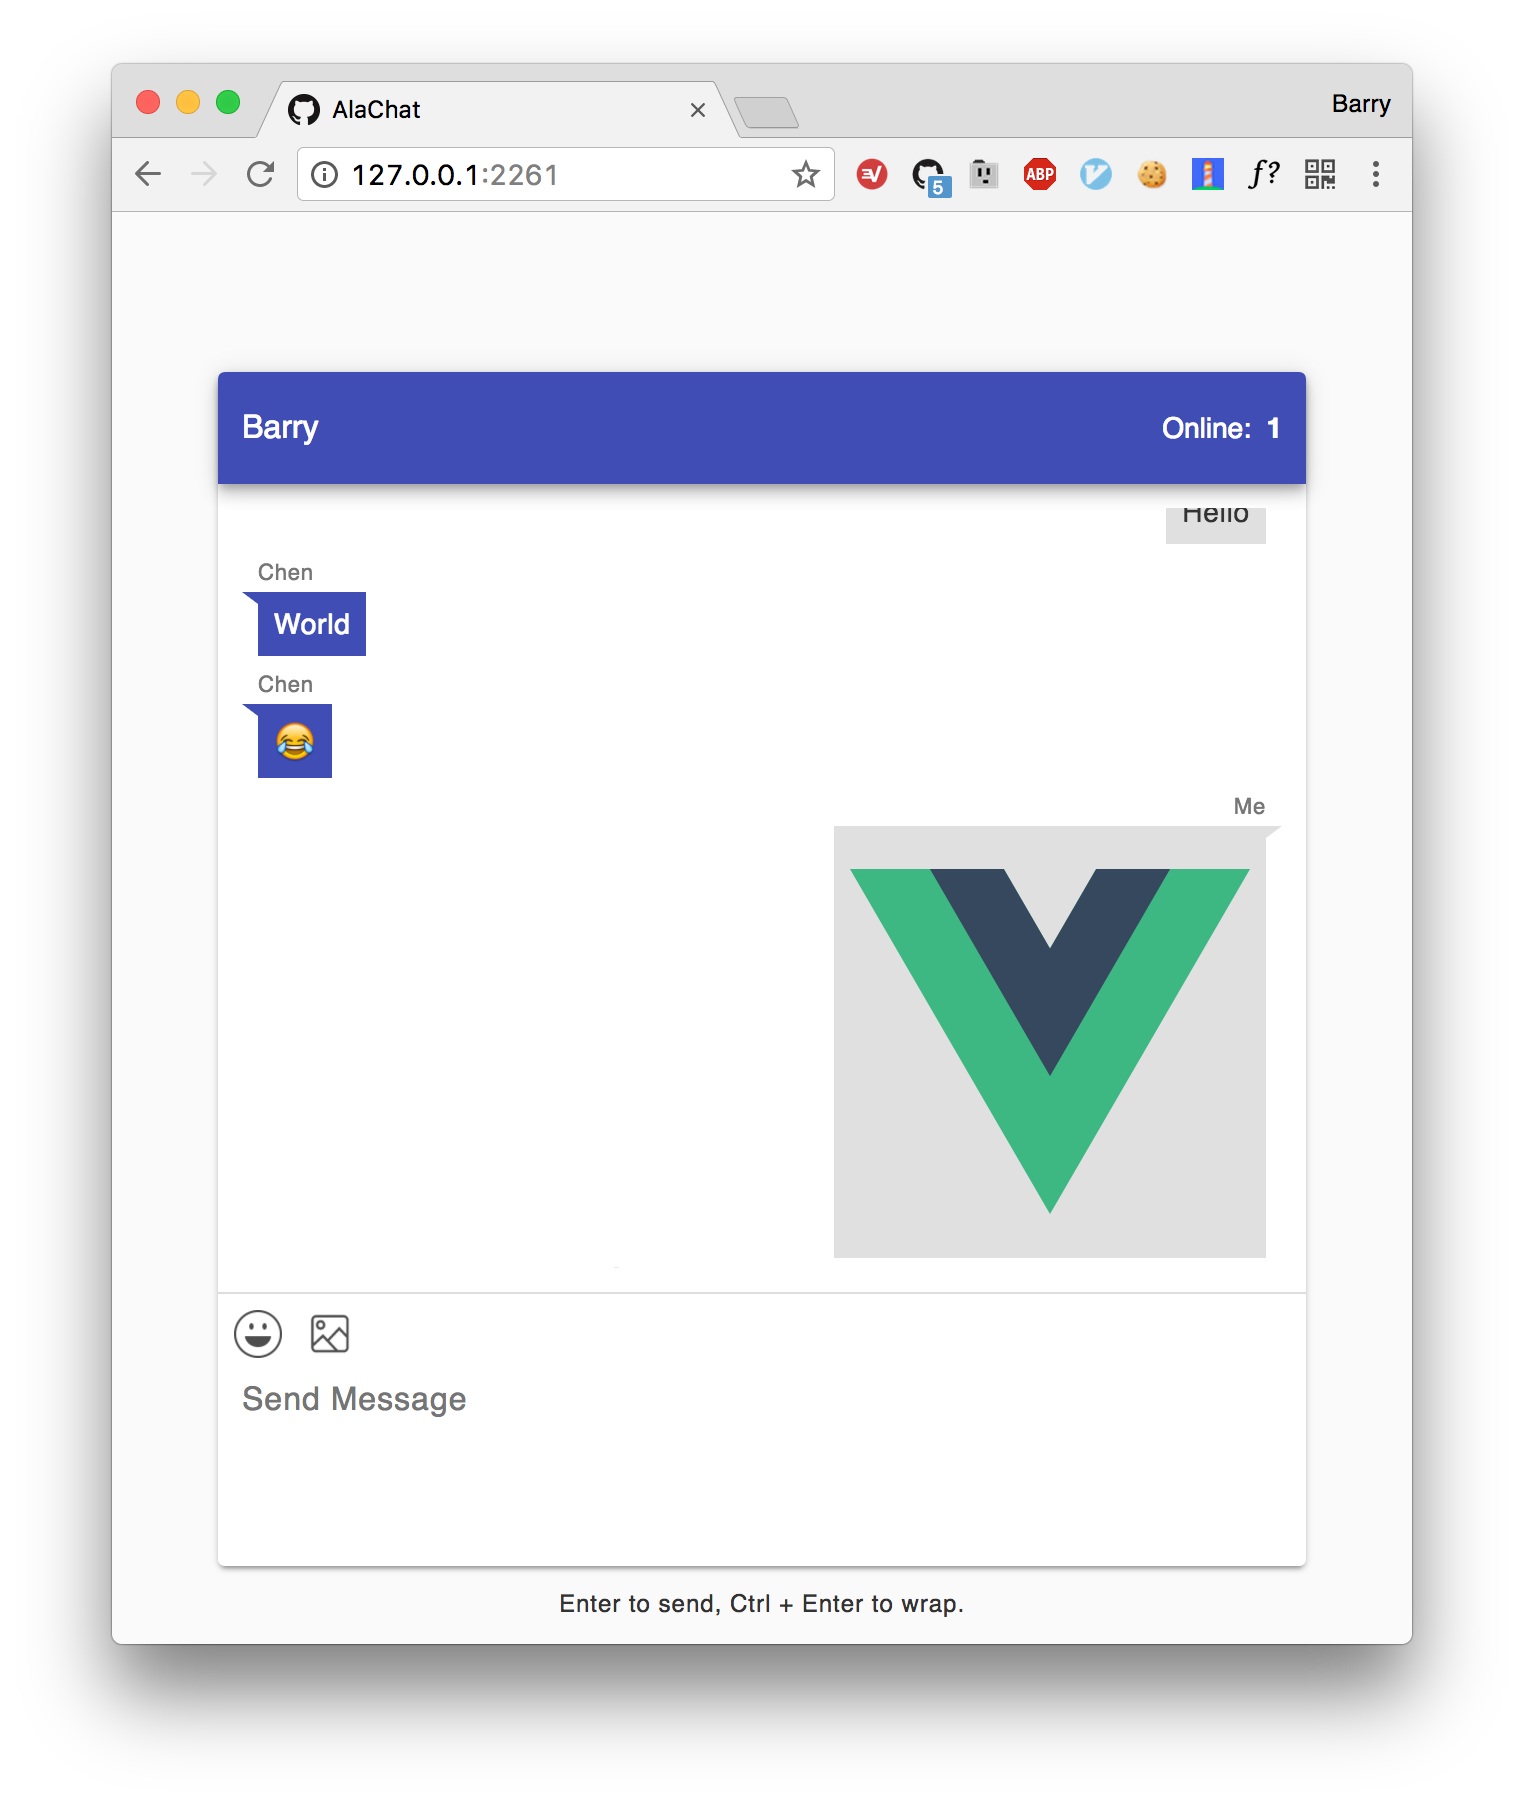 AlaChat
Barry
127.0.0.1:2261
5
ABP
f?
Barry
Online: 1
Hello
Chen
World
Chen
😂
Me
Send Message
Enter to send, Ctrl + Enter to wrap.